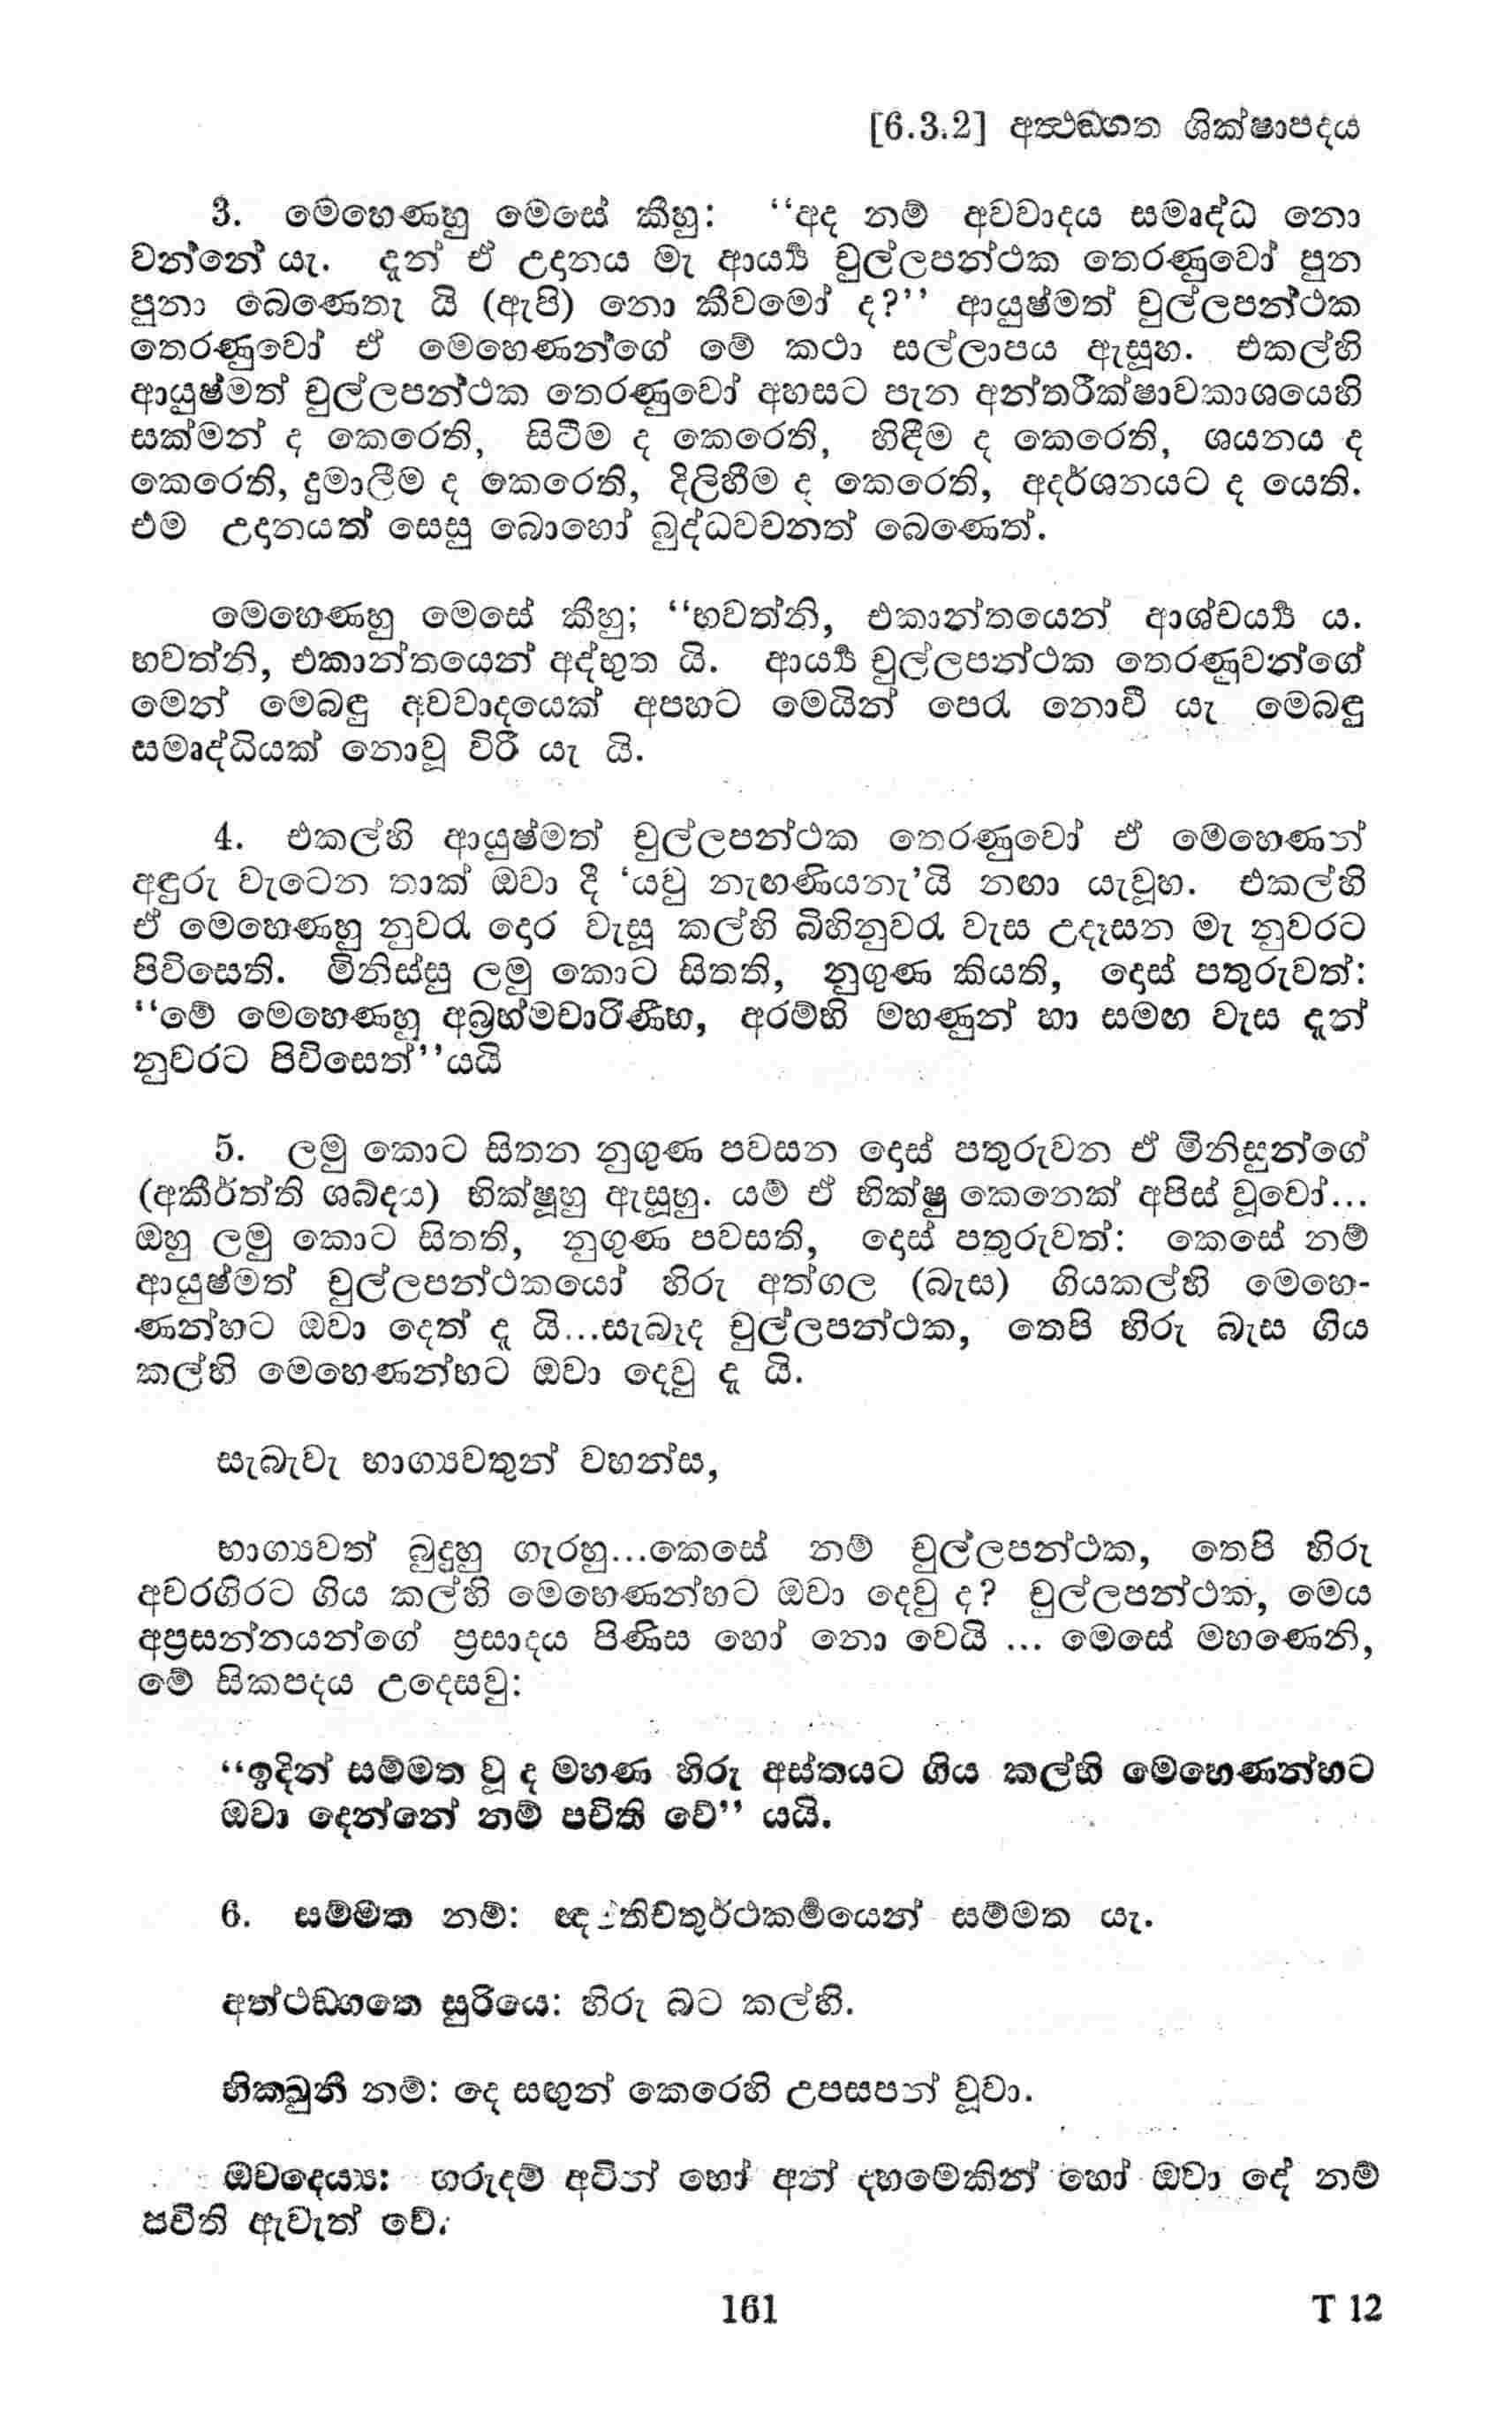 [6.3.2] අත්‍ථඞ්ගත ශික්ෂාපදය
3. මෙහෙණහු මෙසේ කීහු: “අද නම් අවවාදය සමෘද්ධ නො
වන්නේ යැ. දැන් ඒ උදානය මැ ආර්‍ය්‍ය චුල්ලපන්ථක තෙරණුවෝ පුන
පුනා බෙණෙතැ යි (ඇපි) නො කීවමෝ ද?” ආයුෂ්මත් චුල්ලපන්ථක
තෙරණුවෝ ඒ මෙහෙණන්ගේ මේ කථා සල්ලාපය ඇසූහ. එකල්හි
ආයුෂ්මත් චුල්ලපන්ථක තෙරණුවෝ අහසට පැන අන්තරීක්ෂාවකාශයෙහි
සක්මන් ද කෙරෙති, සිටීම ද කෙරෙති, හිඳීම ද කෙරෙති, ශයනය ද
කෙරෙති, දුමාලීම ද කෙරෙති, දිලිහීම ද කෙරෙති, අදර්ශනයට ද යෙති.
එම උදානයත් සෙසු බොහෝ බුද්ධවචනත් බෙණෙත්.
මෙහෙණහු මෙසේ කීහු; “භවත්නි, එකාන්තයෙන් ආශ්චර්‍ය්‍ය ය.
භවත්නි, එකාන්තයෙන් අද්භුත යි. ආර්‍ය්‍ය චුල්ලපන්ථක තෙරණුවන්ගේ
මෙන් මෙබඳු අවවාදයෙක් අපහට මෙයින් පෙරැ නොවී යැ මෙබඳු
සමෘද්ධියක් නොවූ විරී යැ යි.
4. එකල්හි ආයුෂ්මත් චුල්ලපන්ථක තෙරණුවෝ ඒ මෙහෙණන්
අඳුරු වැටෙන තාක් ඔවා දී ‘යවු නැඟණියනැ’යි නඟා යැවූහ. එකල්හි
ඒ මෙහෙණහු නුවරැ දොර වැසූ කල්හි බිහිනුවරැ වැස උදෑසන මැ නුවරට
පිවිසෙති. මිනිස්සු ලමු කොට සිතති, නුගුණ කියති, දොස් පතුරුවත්:
“මේ මෙහෙණහු අබ්‍රහ්මචාරිණීහ, අරම්හි මහණුන් හා සමඟ වැස දැන්
නුවරට පිවිසෙත්”යයි
5. ලමු කොට සිතන නුගුණ පවසන දොස් පතුරුවන ඒ මිනිසුන්ගේ
(අකීර්ත්ති ශබ්දය) භික්ෂූහු ඇසූහු. යම් ඒ භික්ෂු කෙනෙක් අපිස් වූවෝ...
ඔහු ලමු කොට සිතති, නුගුණ පවසති, දොස් පතුරුවත්: කෙසේ නම්
ආයුෂ්මත් චුල්ලපන්ථකයෝ හිරු අත්ගල (බැස) ගියකල්හි මෙහෙ-
ණන්හට ඔවා දෙත් දැ යි...සැබෑද චුල්ලපන්ථක, තෙපි හිරු බැස ගිය
කල්හි මෙහෙණන්හට ඔවා දෙවු දැ යි.
සැබැවැ භාග්‍යවතුන් වහන්ස,
භාග්‍යවත් බුදුහු ගැරහු...කෙසේ නම් චුල්ලපන්ථක, තෙපි හිරු
අවරගිරට ගිය කල්හි මෙහෙණන්හට ඔවා දෙවු ද? චුල්ලපන්ථක, මෙය
අප්‍රසන්නයන්ගේ ප්‍රසාදය පිණිස හෝ නො වෙයි ... මෙසේ මහණෙනි,
මේ සිකපදය උදෙසවු:
“ඉදින් සම්මත වූ ද මහණ හිරු අස්තයට ගිය කල්හි මෙහෙණන්හට
ඔවා දෙන්නේ නම් පචිති වේ” යයි.
6. සම්මත නම්: සම්මත යැ.
අත්ථඞ්ගතෙ සුරියෙ: හිරු බට කල්හි.
භික්‍ඛුනී නම්: දෙ සඟුන් කෙරෙහි උපසපන් වූවා.
ඔවදෙය්‍ය: ගරුදම් අටින් හෝ අන් දහමෙකින් හෝ ඔවා දේ නම්
පචිති ඇවැත් වේ.
161 T 12